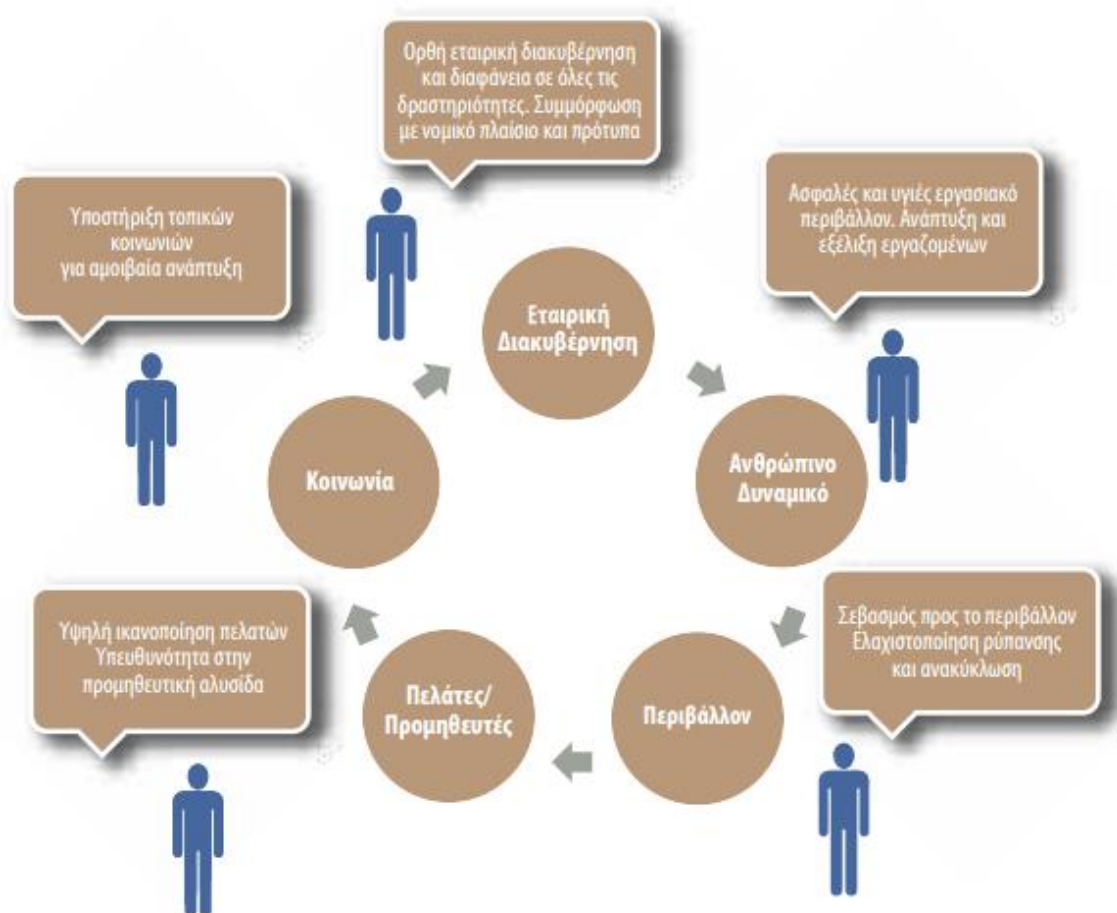 Ορθή εταιρική διακυβέρνηση
και διαφάνεια σε όλες τις
δραστηριότητες. Συμμόρφωση
με νομικό πλαίσιο και πρότυπα
Υποστήριξη τοπικών
κοινωνιών
για αμοιβαία ανάπτυξη
Ασφαλές και υγιές εργασιακό
περιβάλλον. Ανάπτυξη και
εξέλιξη εργαζομένων
Εταιρική
Διακυβέρνηση
Κοινωνία
Ανθρώπινο
Δυναμικό
Υψηλή ικανοποίηση πελατών
Υπευθυνότητα στην
προμηθευτική αλυσίδα
Σεβασμός προς το περιβάλλον
Ελαχιστοποίηση ρύπανσης
και ανακύκλωση
Πελάτες/
Προμηθευτές
Περιβάλλον